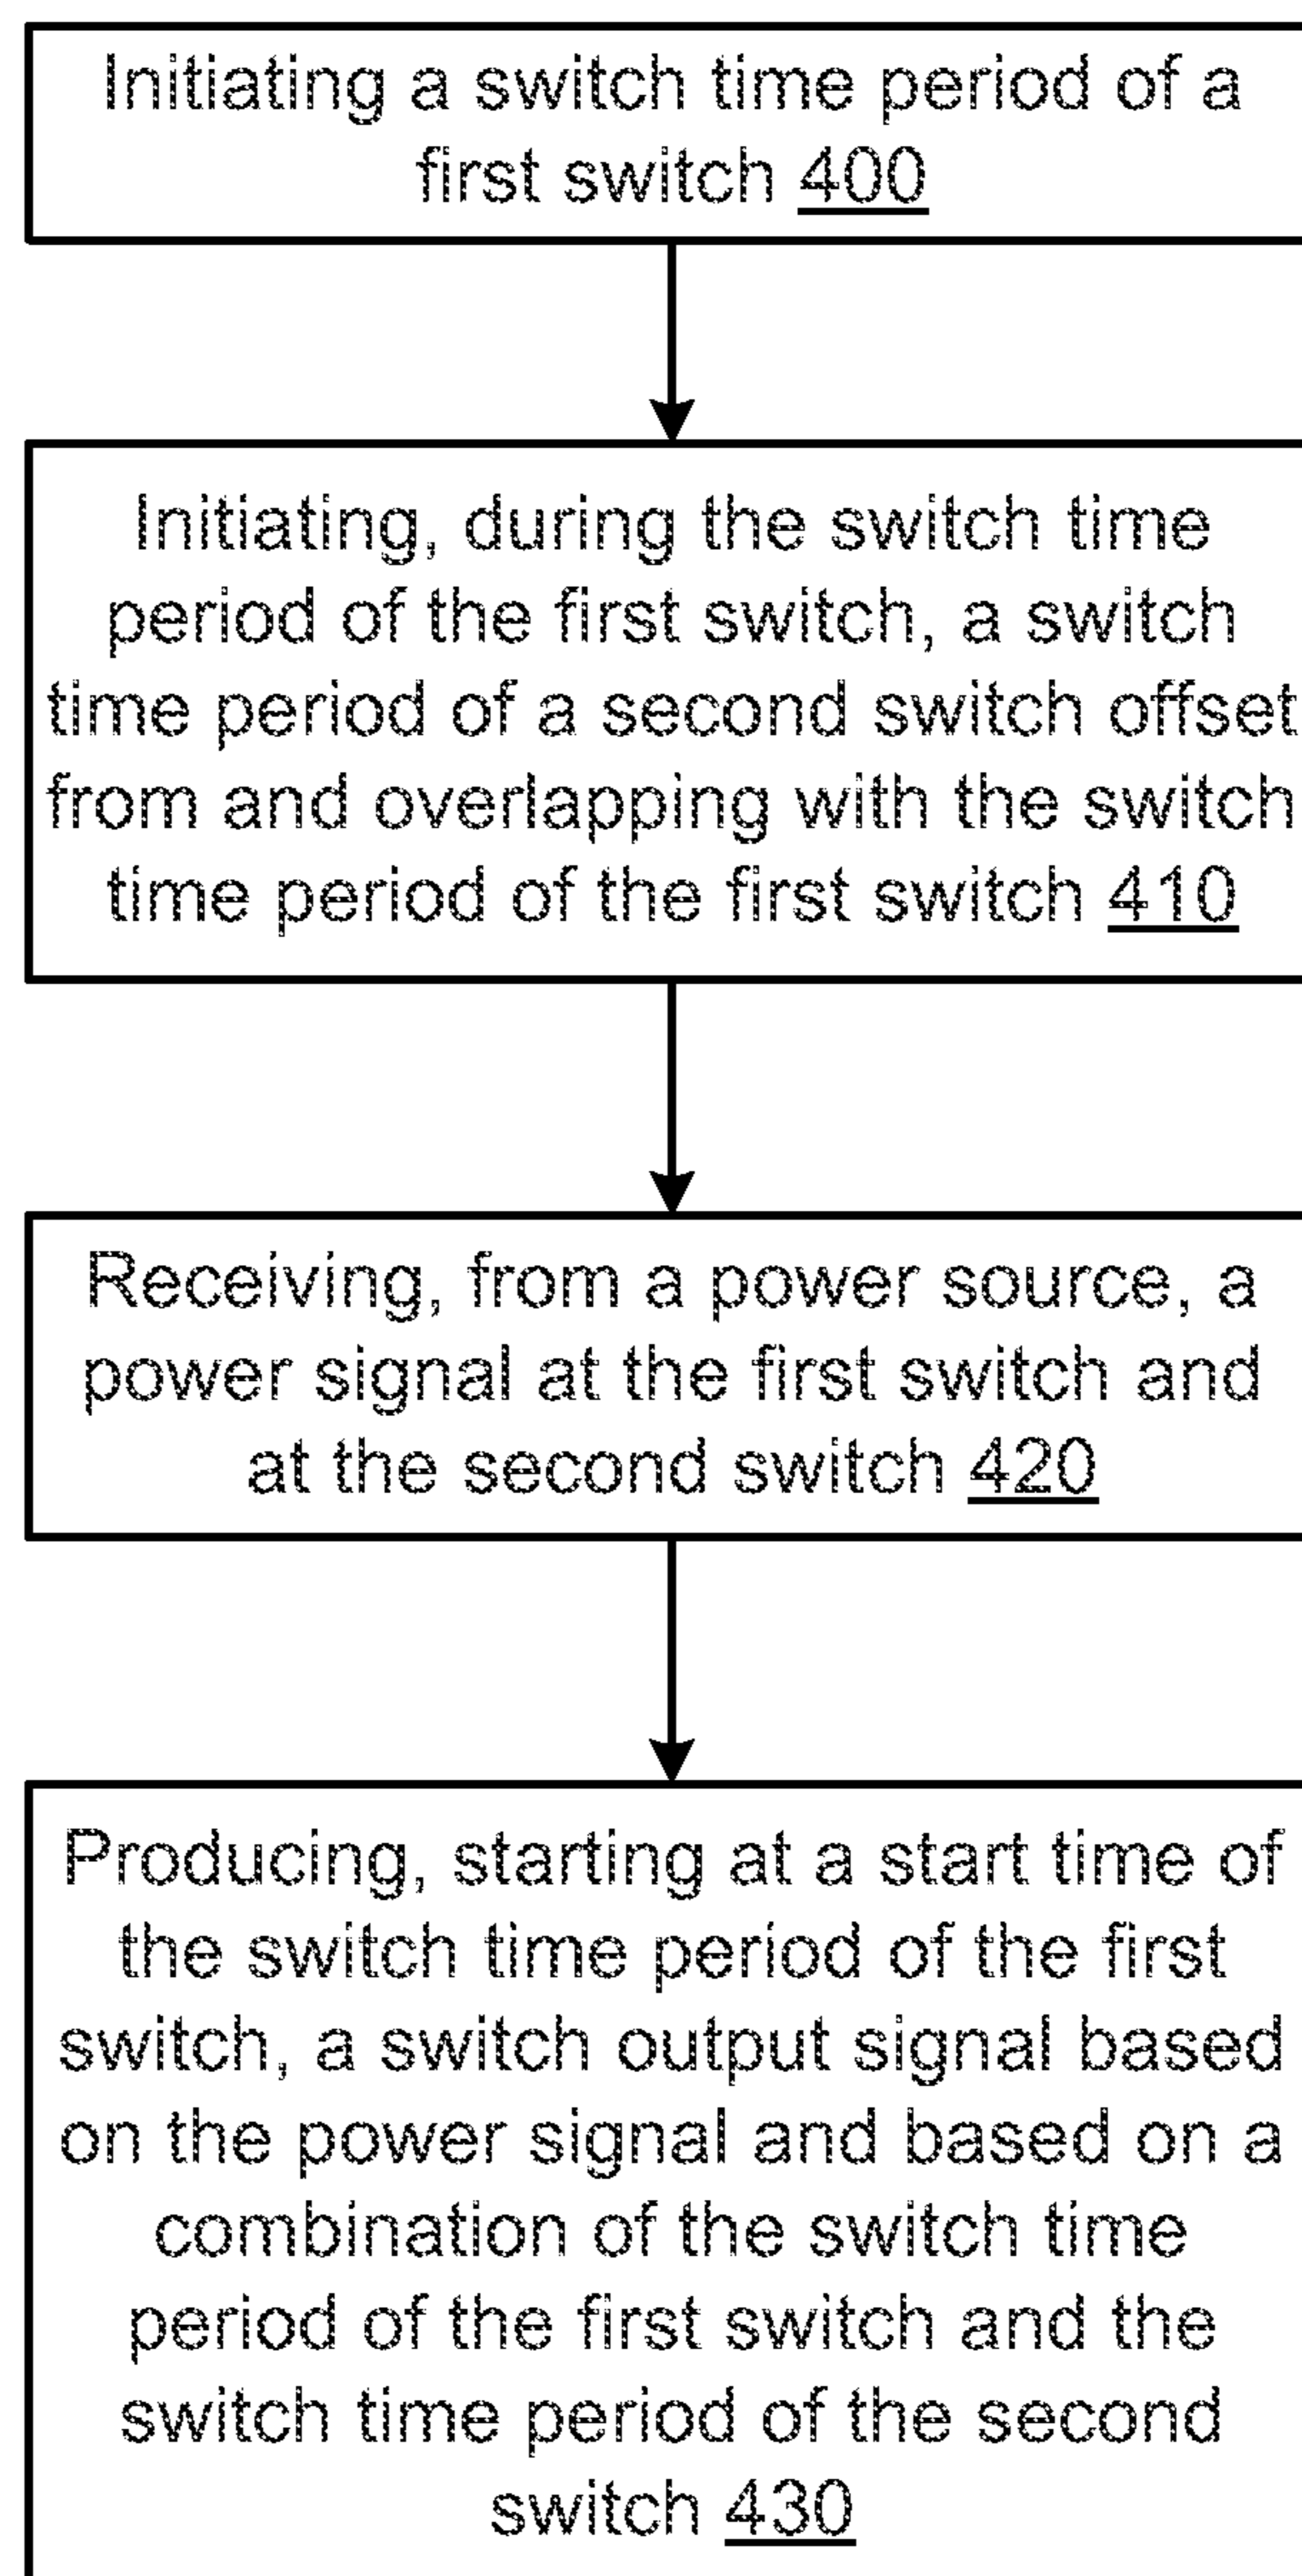 Initiating a switch time period of a
first switch 400
Initiating, during the switch time
period of the first switch, a switch
time period of a second switch offset
from and overlapping with the switch
time period of the first switch 410
Receiving, from a power source, a
power signal at the first switch and
at the second switch 420
Producing, starting at a start time of
the switch time period of the first
switch, a switch output signal based
on the power signal and based on a
combination of the switch time
period of the first switch and the
switch time period of the second
switch 430